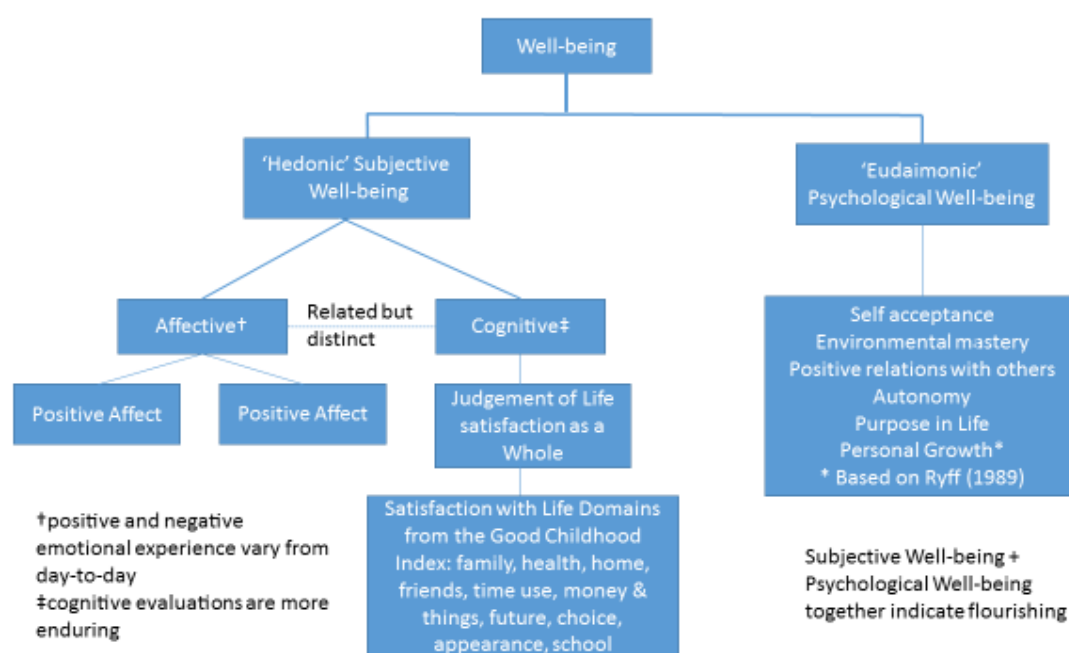 Well-being
'Hedonic' Subjective
Well-being
'Eudaimonic'
Psychological Well-being
Affective†
Related but
distinct
Cognitive‡
Positive Affect
Positive Affect
Judgement of Life
satisfaction as a
Whole
Self acceptance
Environmental mastery
Positive relations with others
Autonomy
Purpose in Life
Personal Growth*
* Based on Ryff (1989)
Satisfaction with Life Domains
from the Good Childhood
Index: family, health, home,
friends, time use, money &
things, future, choice,
appearance, school
†positive and negative
emotional experience vary from
day-to-day
‡cognitive evaluations are more
enduring
Subjective Well-being +
Psychological Well-being
together indicate flourishing